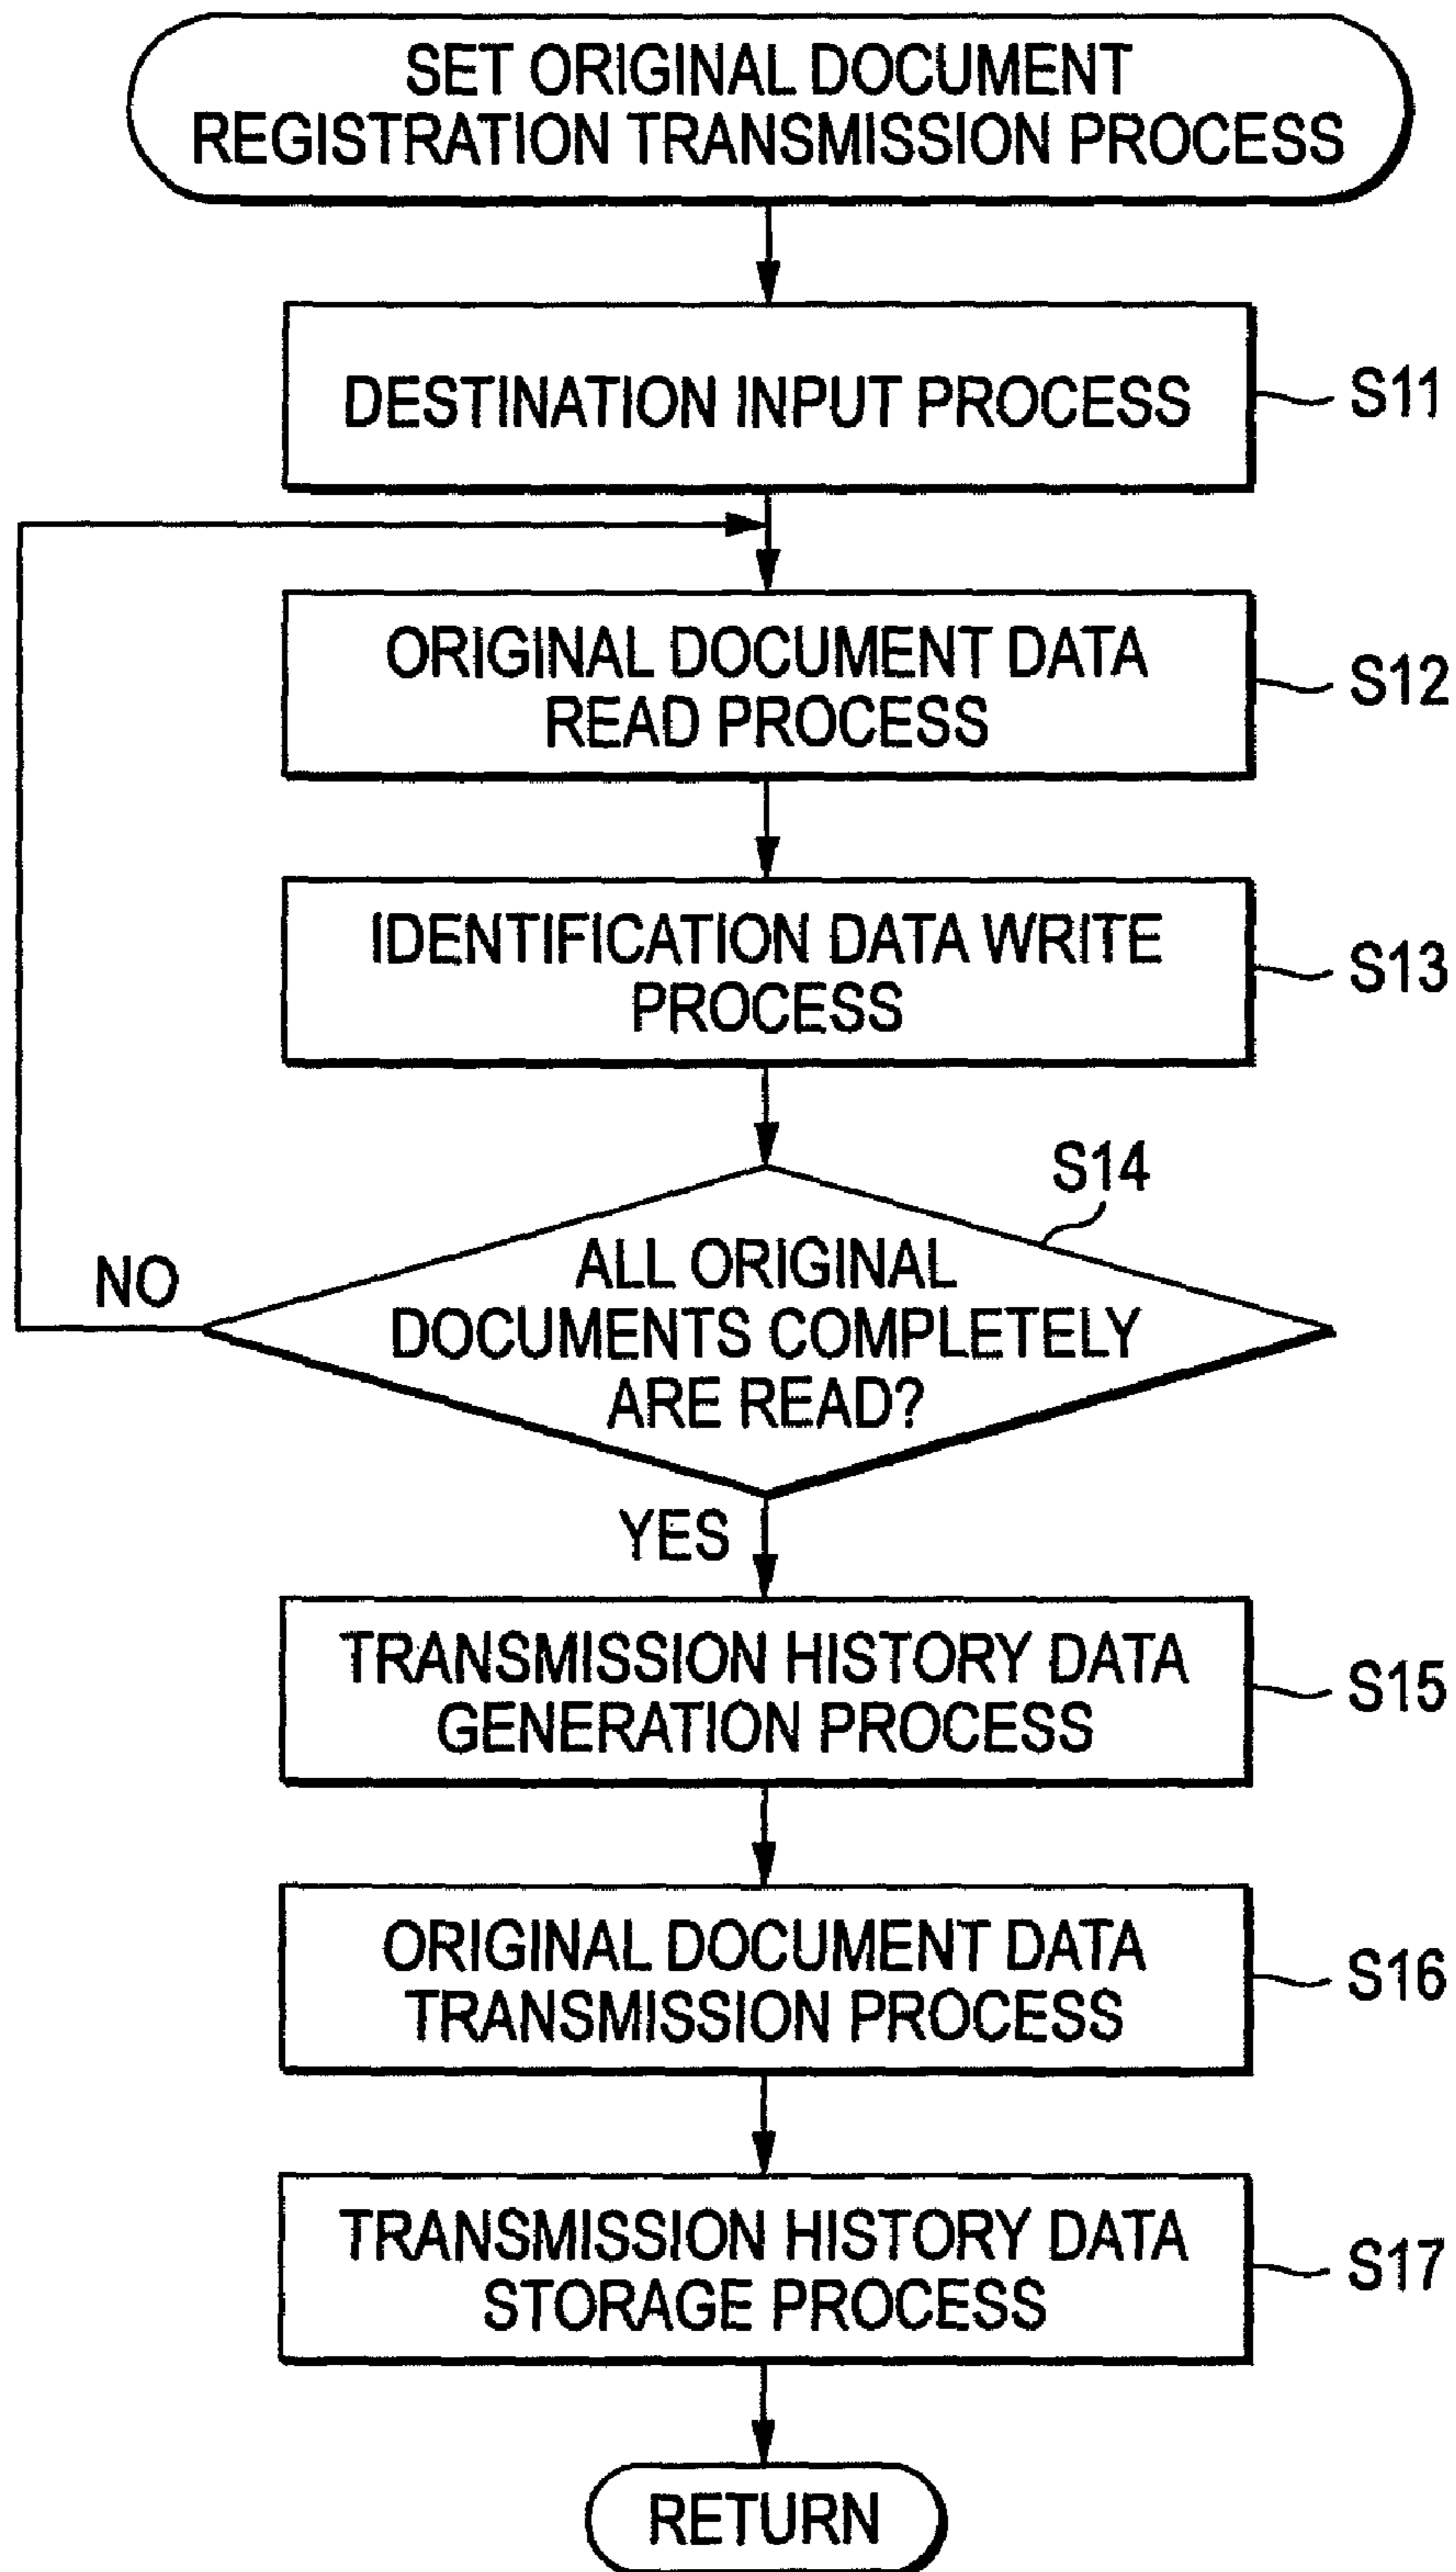 SET ORIGINAL DOCUMENT
REGISTRATION TRANSMISSION PROCESS
DESTINATION INPUT PROCESS
S11
ORIGINAL DOCUMENT DATA
READ PROCESS
S12
IDENTIFICATION DATA WRITE
PROCESS
S13
S14
ALL ORIGINAL
DOCUMENTS COMPLETELY
ARE READ?
NO
YES
TRANSMISSION HISTORY DATA
GENERATION PROCESS
S15
ORIGINAL DOCUMENT DATA
TRANSMISSION PROCESS
S16
TRANSMISSION HISTORY DATA
STORAGE PROCESS
S17
RETURN